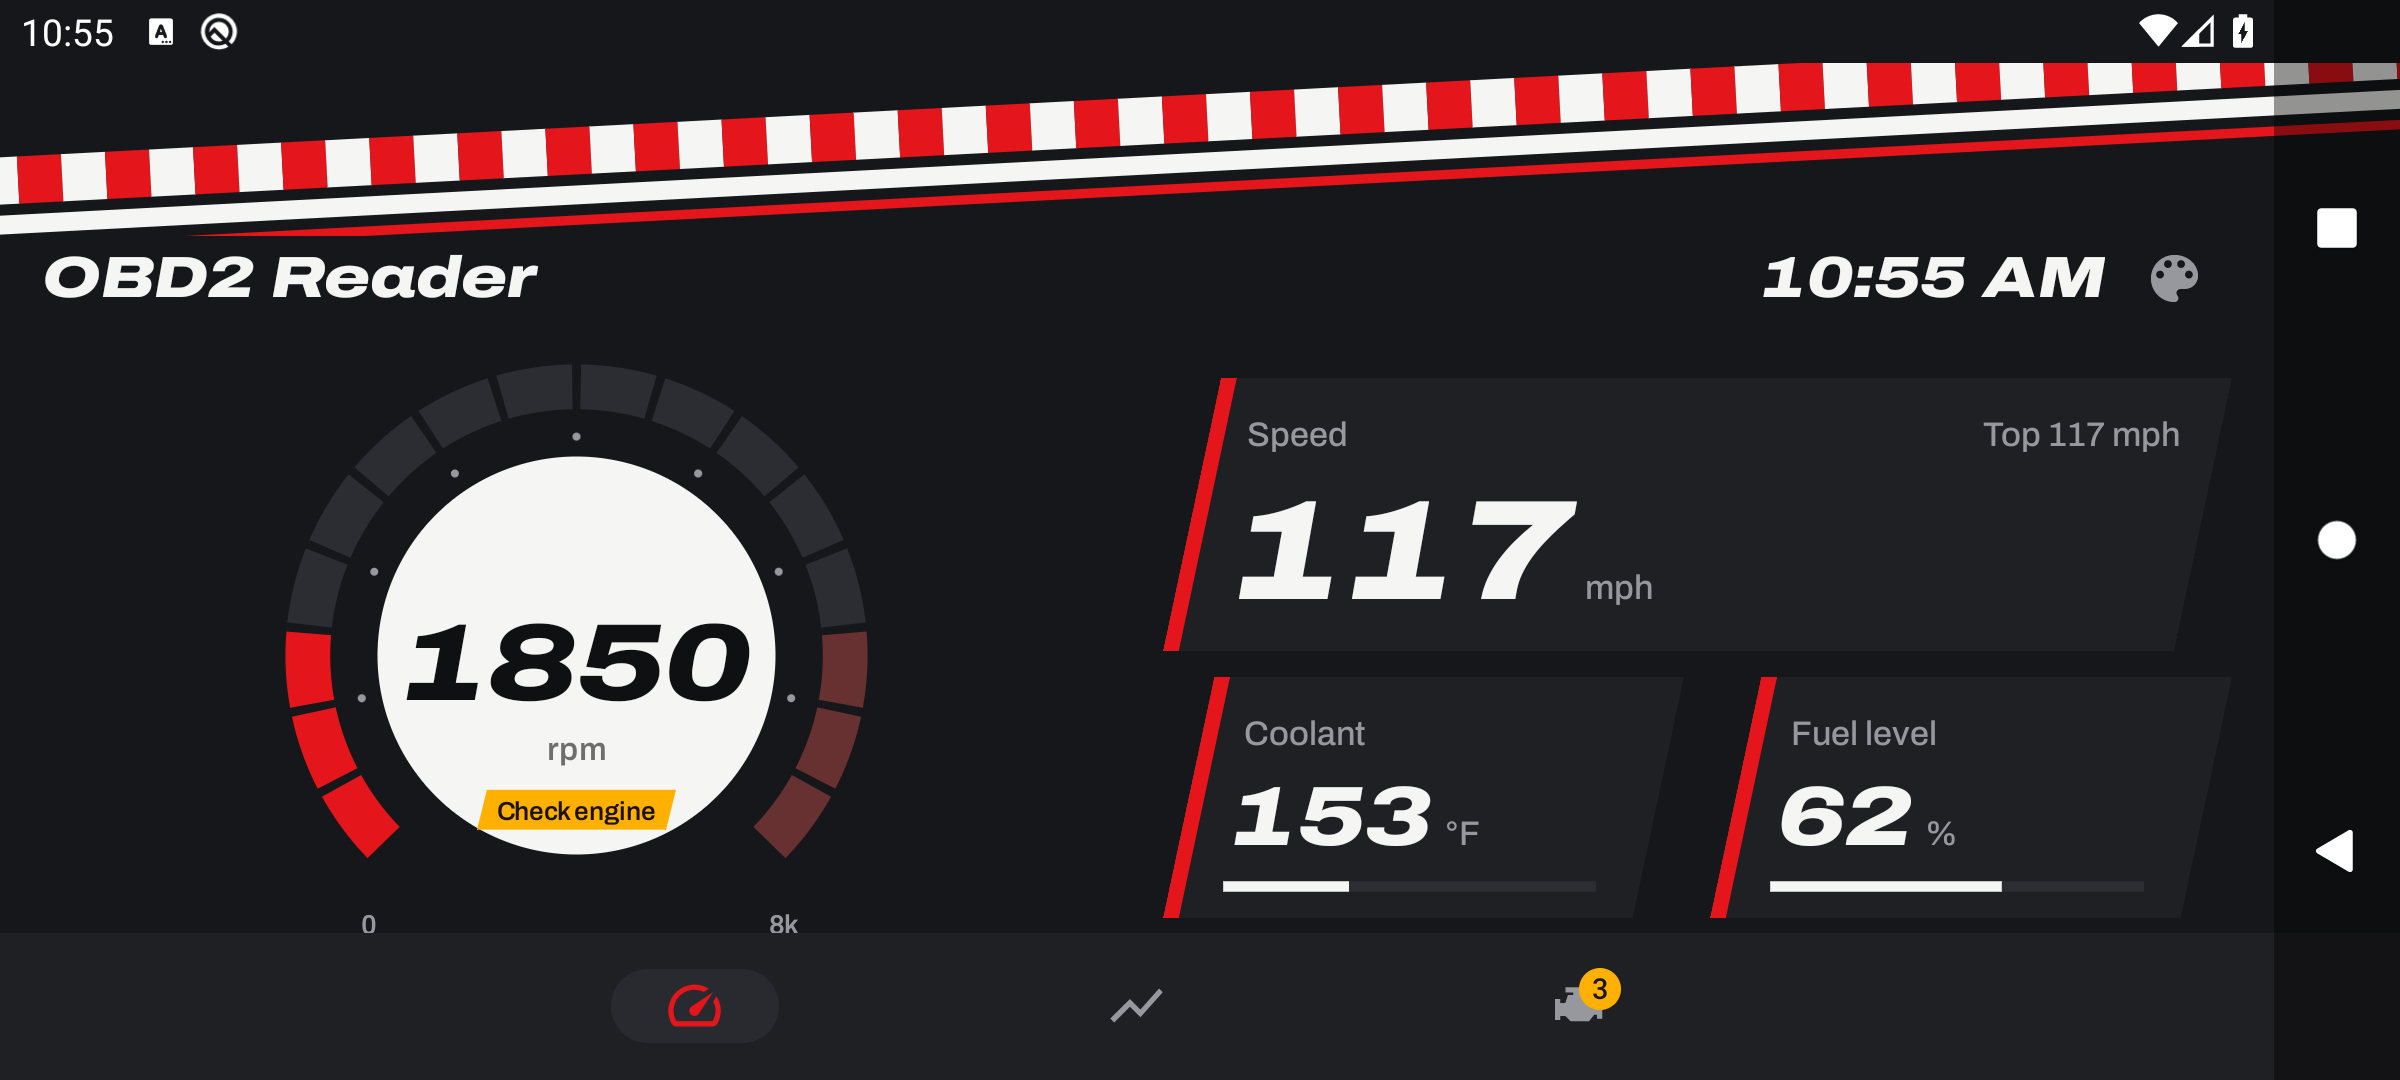 10:55
OBD2 Reader
10:55 AM
1850
rpm
Check engine
0
8k
Speed
Top 117 mph
117 mph
Coolant
153 °F
Fuel level
62 %
3